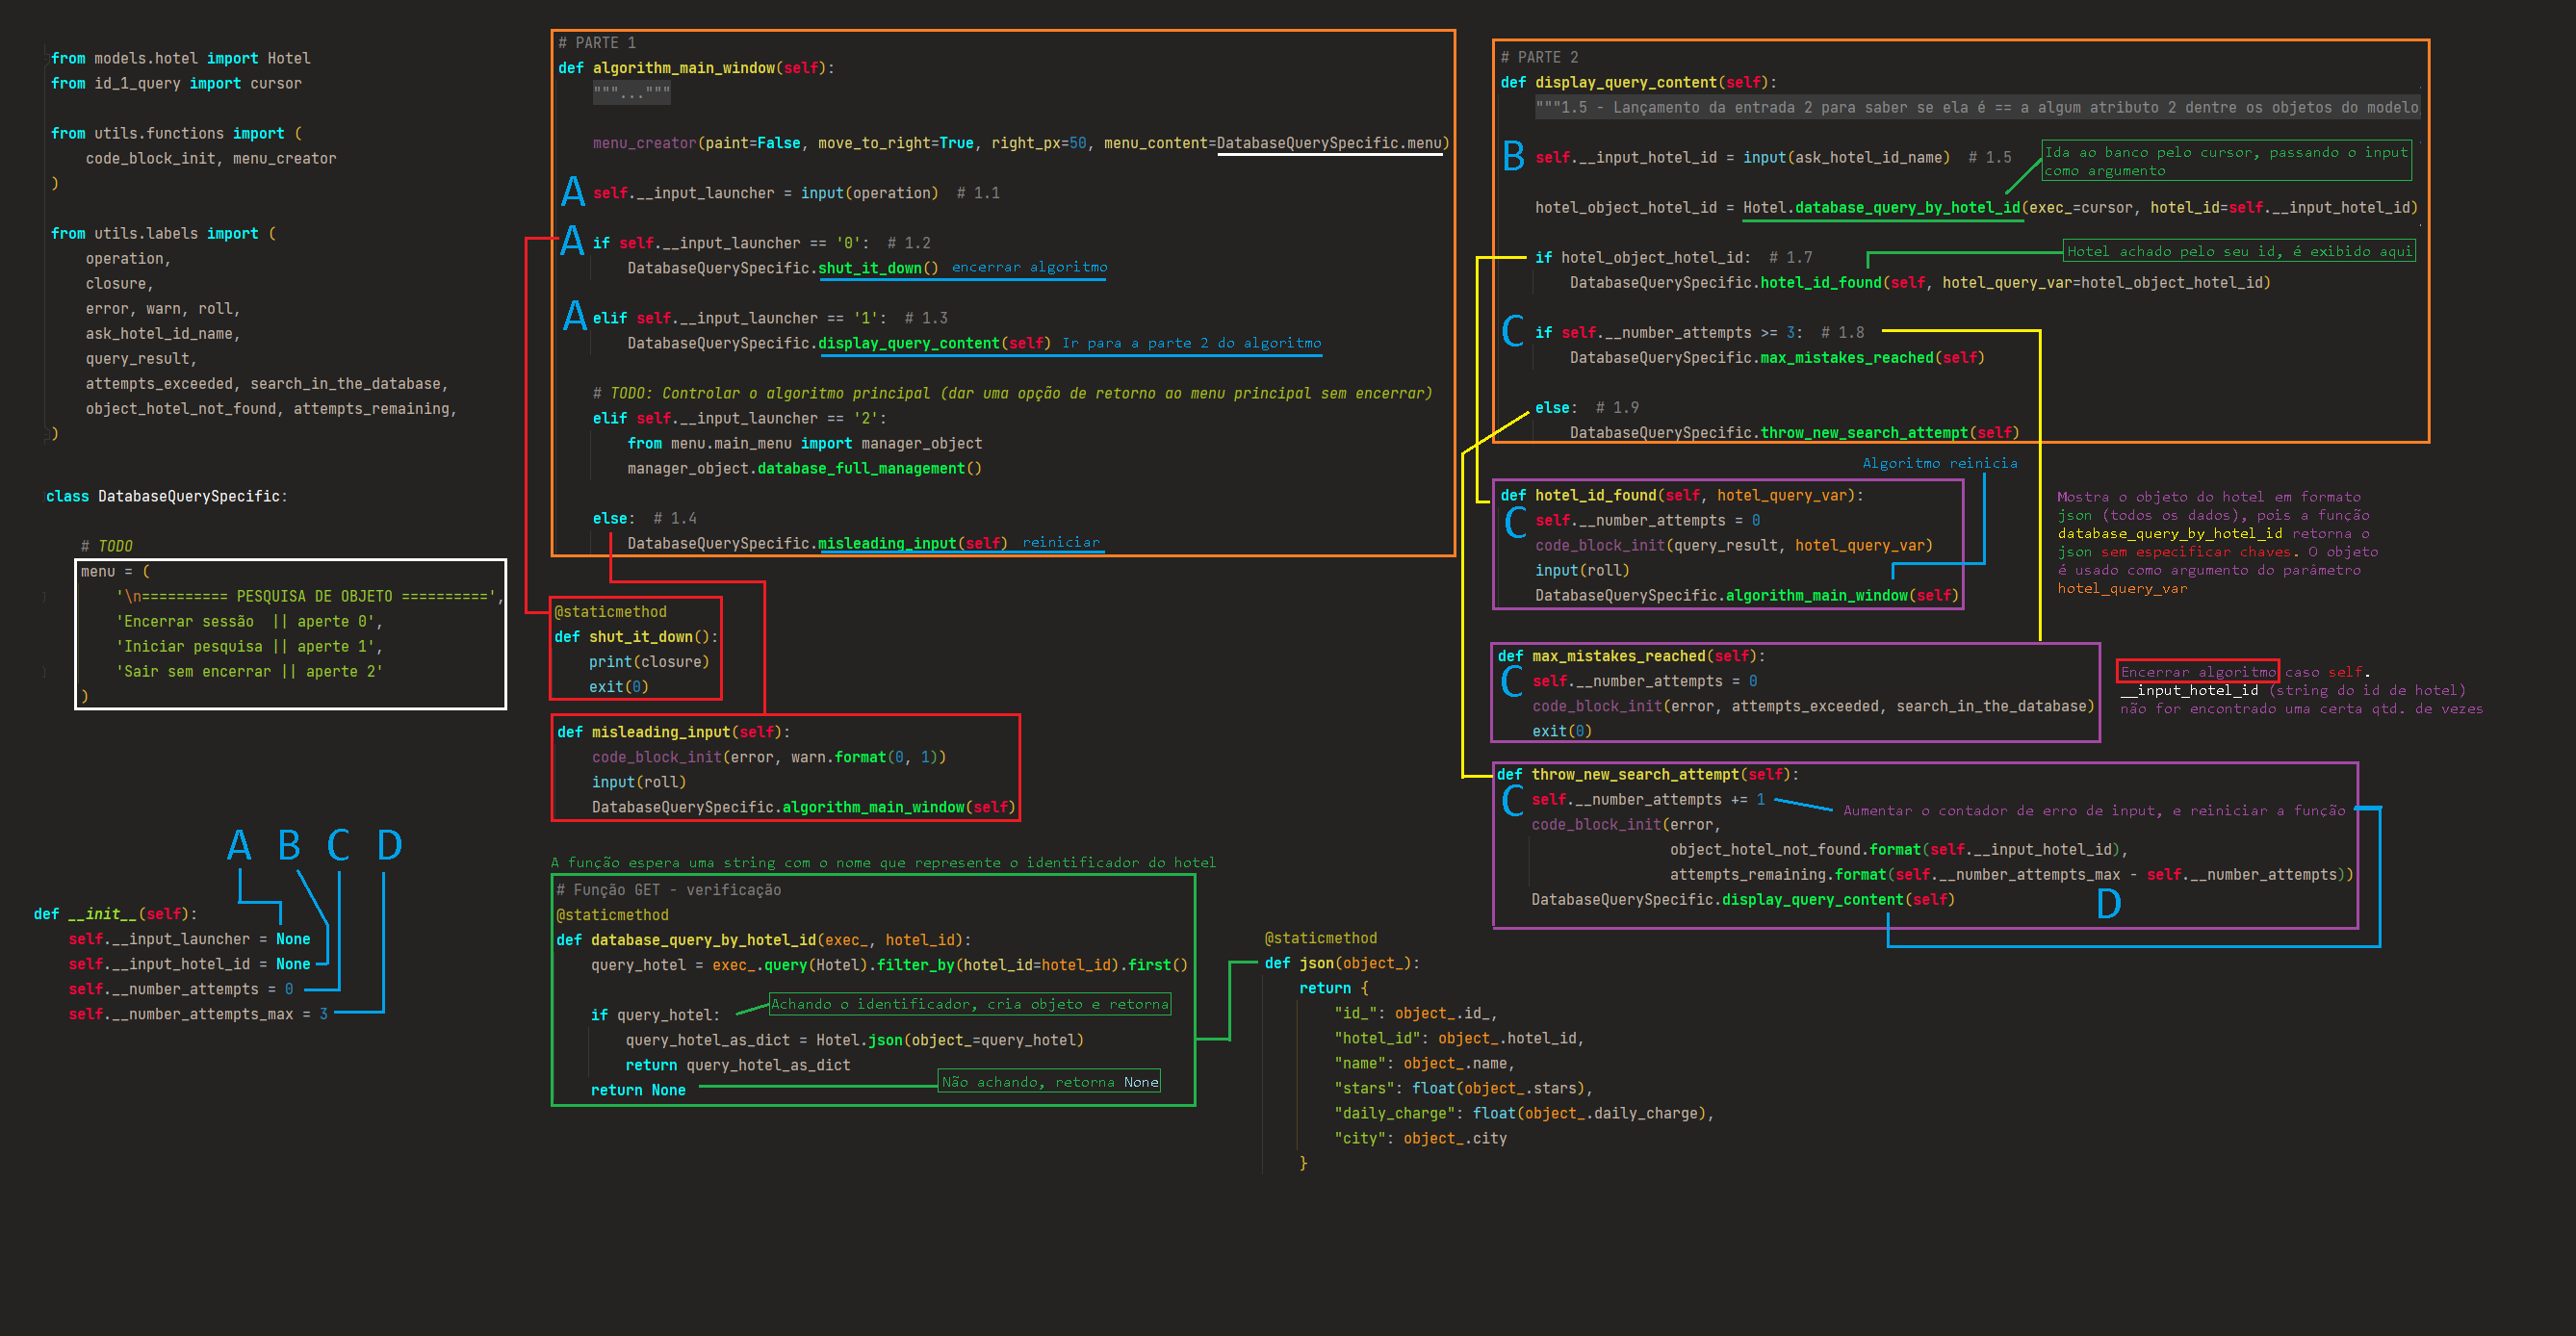 from models.hotel import Hotel
from id_1_query import cursor
from utils.functions import (
code_block_init, menu_creator
)
from utils.labels import (
operation,
closure,
error, warn, roll,
ask_hotel_id_name,
query_result,
attempts_exceeded, search_in_the_database,
object_hotel_not_found, attempts_remaining,
)
class DatabaseQuerySpecific:
# TODO
menu = (
'\n========== PESQUISA DE OBJETO ==========',
'Encerrar sessão  || aperte 0',
'Iniciar pesquisa || aperte 1',
'Sair sem encerrar || aperte 2'
)
A B C D
def __init__(self):
self.__input_launcher = None
self.__input_hotel_id = None
self.__number_attempts = 0
self.__number_attempts_max = 3
# PARTE 1
def algorithm_main_window(self):
"""..."""
menu_creator(paint=False, move_to_right=True, right_px=50, menu_content=DatabaseQuerySpecific.menu)
A self.__input_launcher = input(operation)  # 1.1
A if self.__input_launcher == '0':  # 1.2
DatabaseQuerySpecific.shut_it_down() encerrar algoritmo
A elif self.__input_launcher == '1':  # 1.3
DatabaseQuerySpecific.display_query_content(self) Ir para a parte 2 do algoritmo
# TODO: Controlar o algoritmo principal (dar uma opção de retorno ao menu principal sem encerrar)
elif self.__input_launcher == '2':
from menu.main_menu import manager_object
manager_object.database_full_management()
else:  # 1.4
DatabaseQuerySpecific.misleading_input(self) reiniciar
@staticmethod
def shut_it_down():
print(closure)
exit(0)
def misleading_input(self):
code_block_init(error, warn.format(0, 1))
input(roll)
DatabaseQuerySpecific.algorithm_main_window(self)
A função espera uma string com o nome que represente o identificador do hotel
# Função GET - verificação
@staticmethod
def database_query_by_hotel_id(exec_, hotel_id):
query_hotel = exec_.query(Hotel).filter_by(hotel_id=hotel_id).first()
Achando o identificador, cria objeto e retorna
if query_hotel:
query_hotel_as_dict = Hotel.json(object_=query_hotel)
return query_hotel_as_dict
Não achando, retorna None
return None
@staticmethod
def json(object_):
return {
"id_": object_.id_,
"hotel_id": object_.hotel_id,
"name": object_.name,
"stars": float(object_.stars),
"daily_charge": float(object_.daily_charge),
"city": object_.city
}
# PARTE 2
def display_query_content(self):
"""1.5 - Lançamento da entrada 2 para saber se ela é == a algum atributo 2 dentre os objetos do modelo
B self.__input_hotel_id = input(ask_hotel_id_name)  # 1.5
Ida ao banco pelo cursor, passando o input
como argumento
hotel_object_hotel_id = Hotel.database_query_by_hotel_id(exec_=cursor, hotel_id=self.__input_hotel_id)
Hotel achado pelo seu id, é exibido aqui
if hotel_object_hotel_id:  # 1.7
DatabaseQuerySpecific.hotel_id_found(self, hotel_query_var=hotel_object_hotel_id)
C if self.__number_attempts >= 3:  # 1.8
DatabaseQuerySpecific.max_mistakes_reached(self)
else:  # 1.9
DatabaseQuerySpecific.throw_new_search_attempt(self)
Algoritmo reinicia
def hotel_id_found(self, hotel_query_var):
C self.__number_attempts = 0
code_block_init(query_result, hotel_query_var)
input(roll)
DatabaseQuerySpecific.algorithm_main_window(self)
Mostra o objeto do hotel em formato
json (todos os dados), pois a função
database_query_by_hotel_id retorna o
json sem especificar chaves. O objeto
é usado como argumento do parâmetro
hotel_query_var
def max_mistakes_reached(self):
C self.__number_attempts = 0
code_block_init(error, attempts_exceeded, search_in_the_database)
exit(0)
Encerrar algoritmo caso self.
__input_hotel_id (string do id de hotel)
não for encontrado uma certa qtd. de vezes
def throw_new_search_attempt(self):
C self.__number_attempts += 1 Aumentar o contador de erro de input, e reiniciar a função
code_block_init(error,
object_hotel_not_found.format(self.__input_hotel_id),
attempts_remaining.format(self.__number_attempts_max - self.__number_attempts))
DatabaseQuerySpecific.display_query_content(self)
D